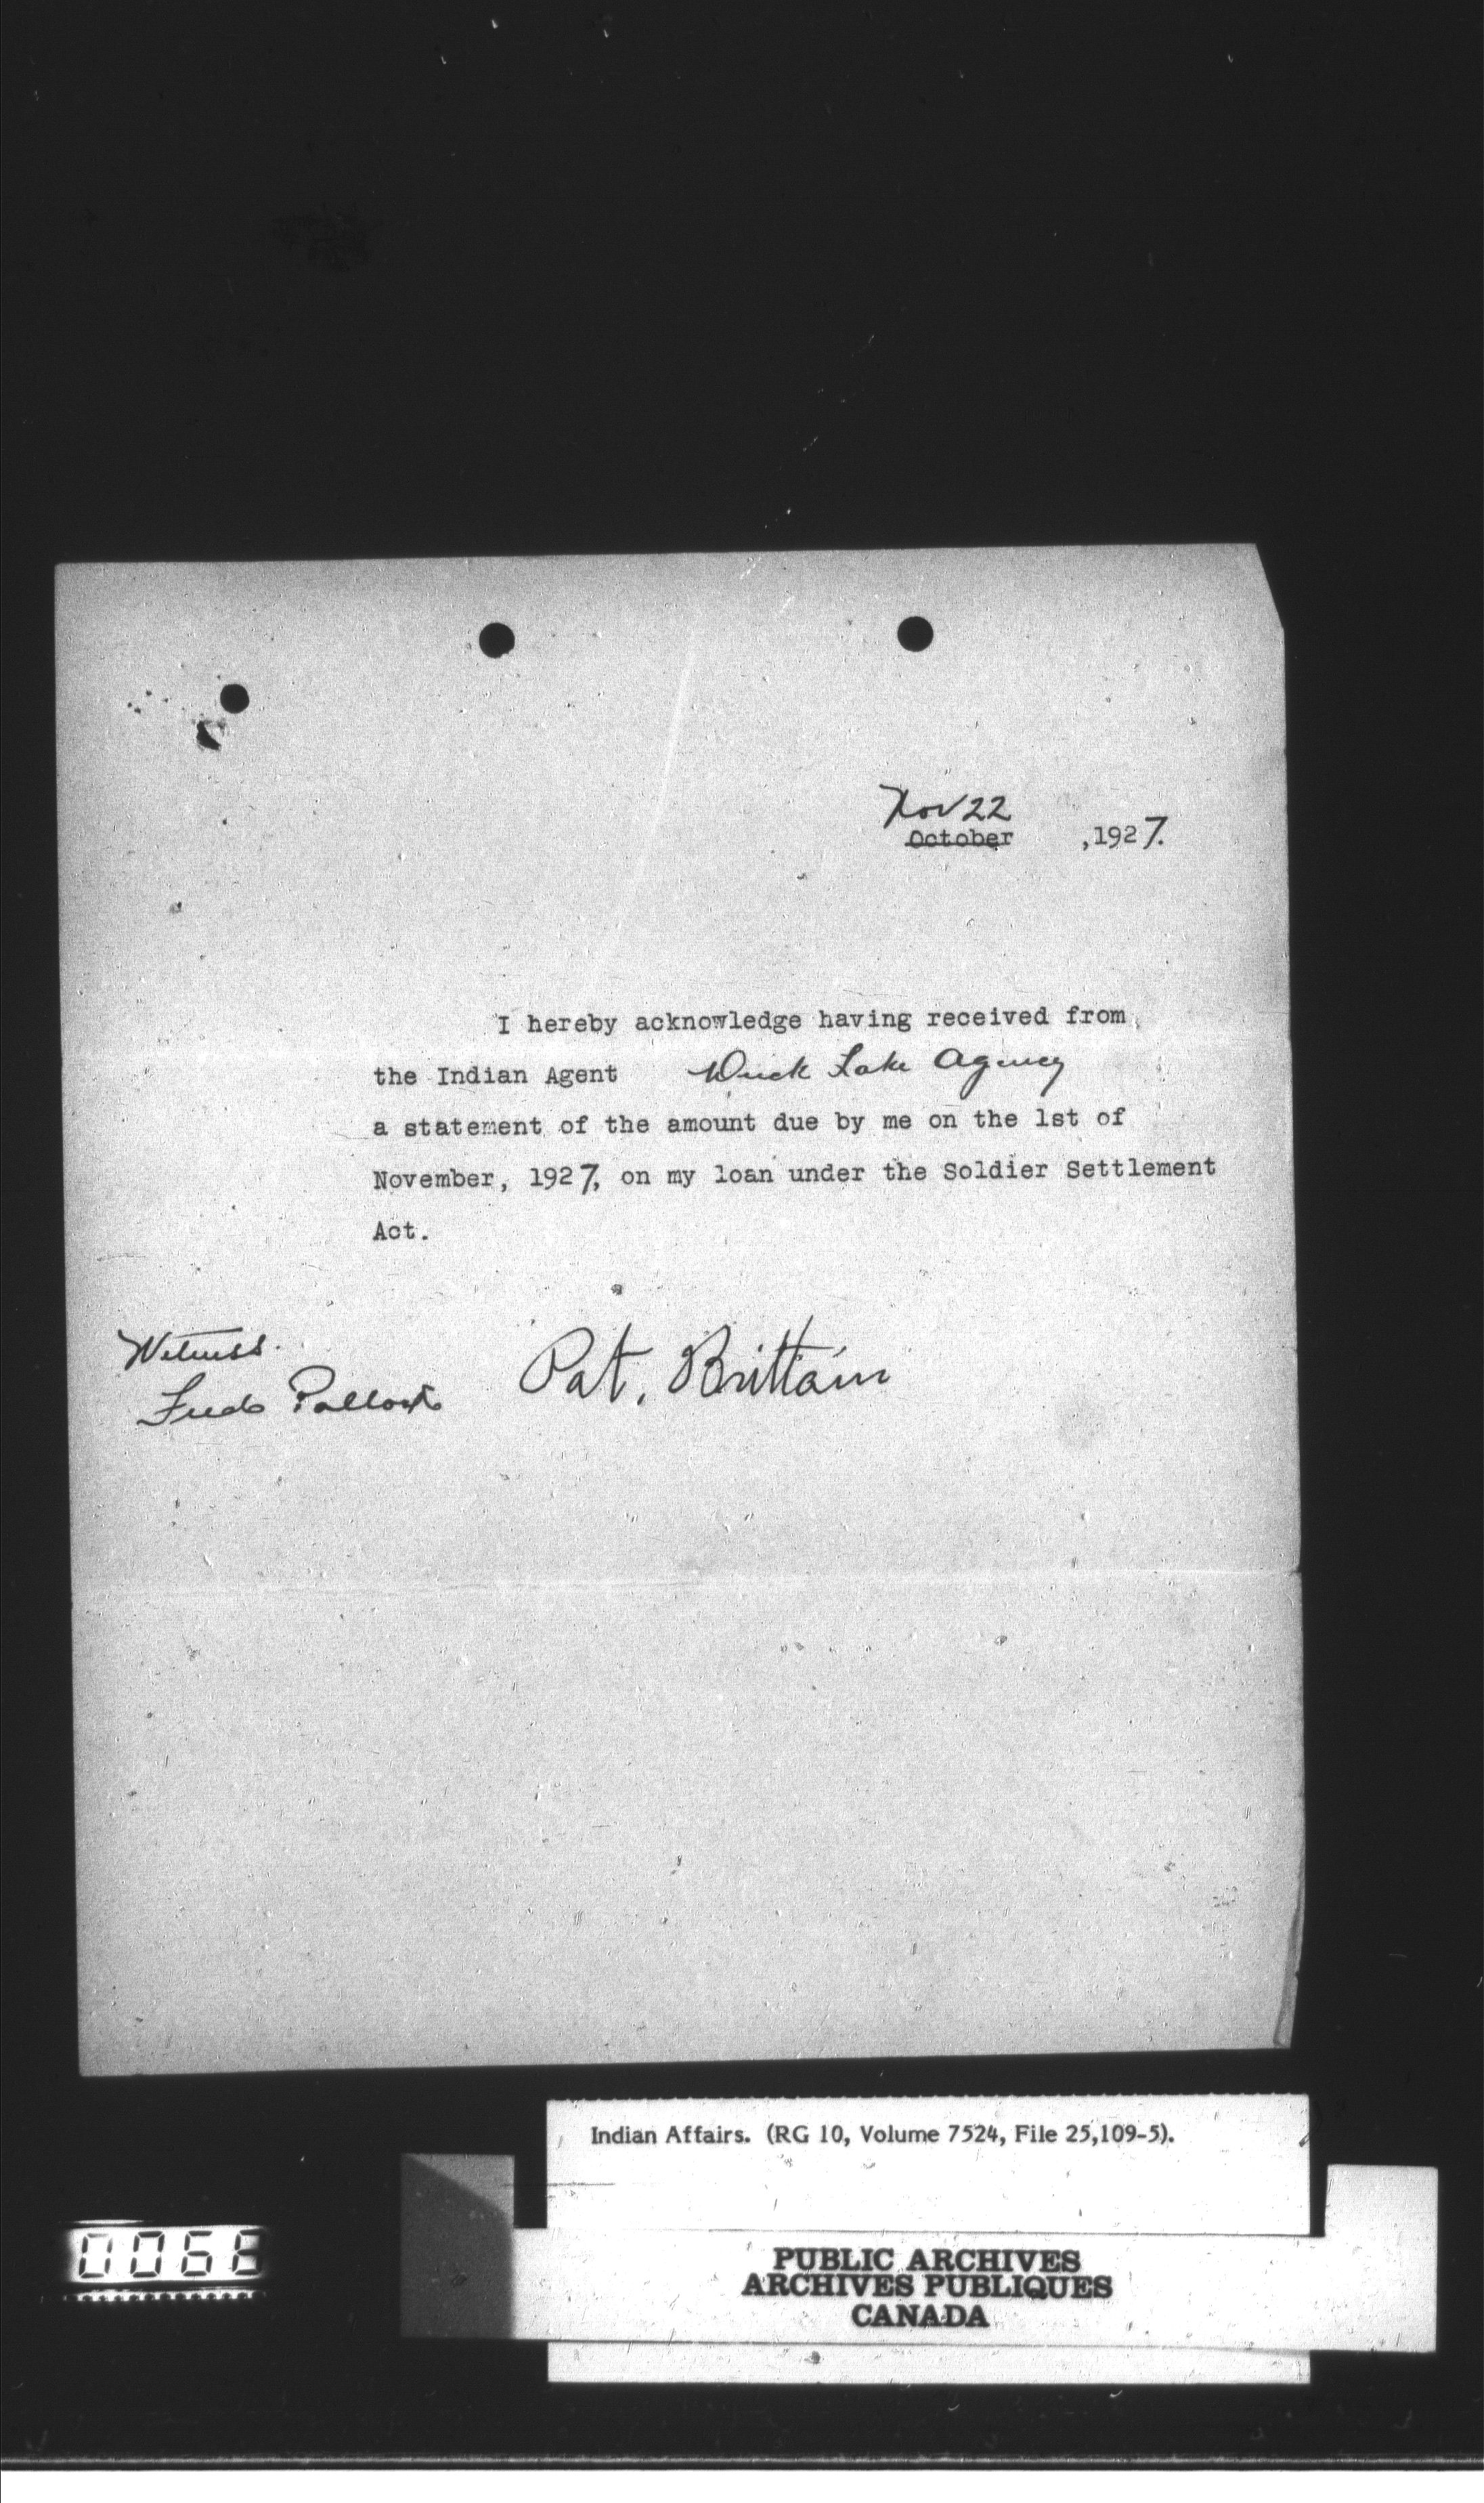 Nov 22
October ,1927.
I hereby acknowledge having received from
the Indian Agent Duck Lake Agency
a statement of the amount due by me on the 1st of
November, 1927, on my loan under the Soldier Settlement
Act.
Witness.
Fred Pollock
Pat. Brittain
Indian Affairs. (RG 10, Volume 7524, File 25,109-5).
PUBLIC ARCHIVES
ARCHIVES PUBLIQUES
CANADA